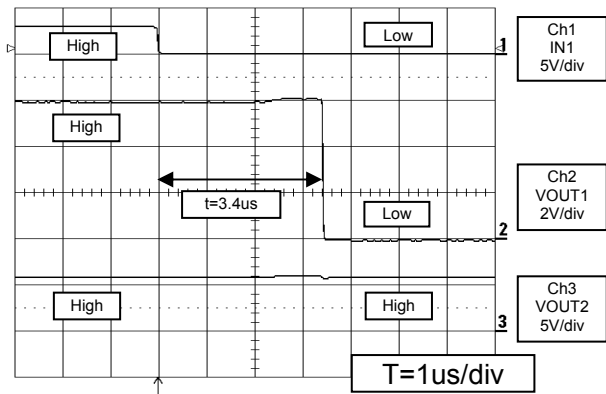 High
Low
1
Ch1
IN1
5V/div
High
t=3.4us
Low
2
Ch2
VOUT1
2V/div
High
High
3
Ch3
VOUT2
5V/div
T=1us/div